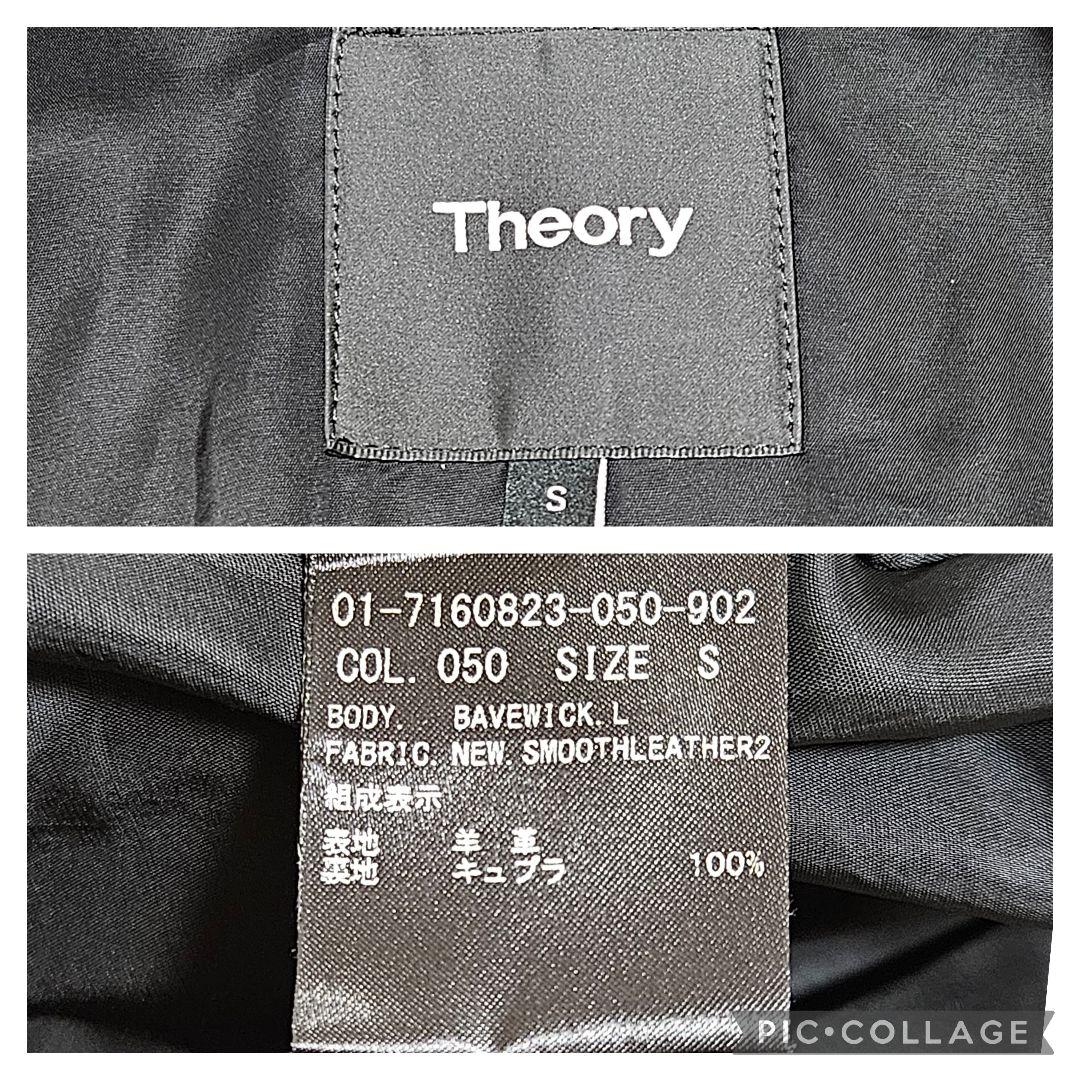 Theory
S
01-7160823-050-902
COL. 050 SIZE S
BODY. BAVEWICK.L
FABRIC. NEW. SMOOTHLEATHER2
組成表示
表地 羊革
裏地 キュプラ 100%
PIC•COLLAGE